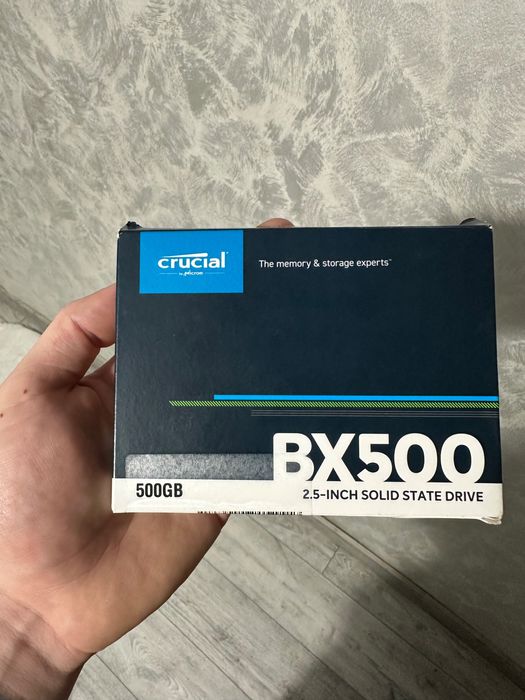 crucial
by Micron
The memory & storage experts™
BX500
500GB
2.5-INCH SOLID STATE DRIVE